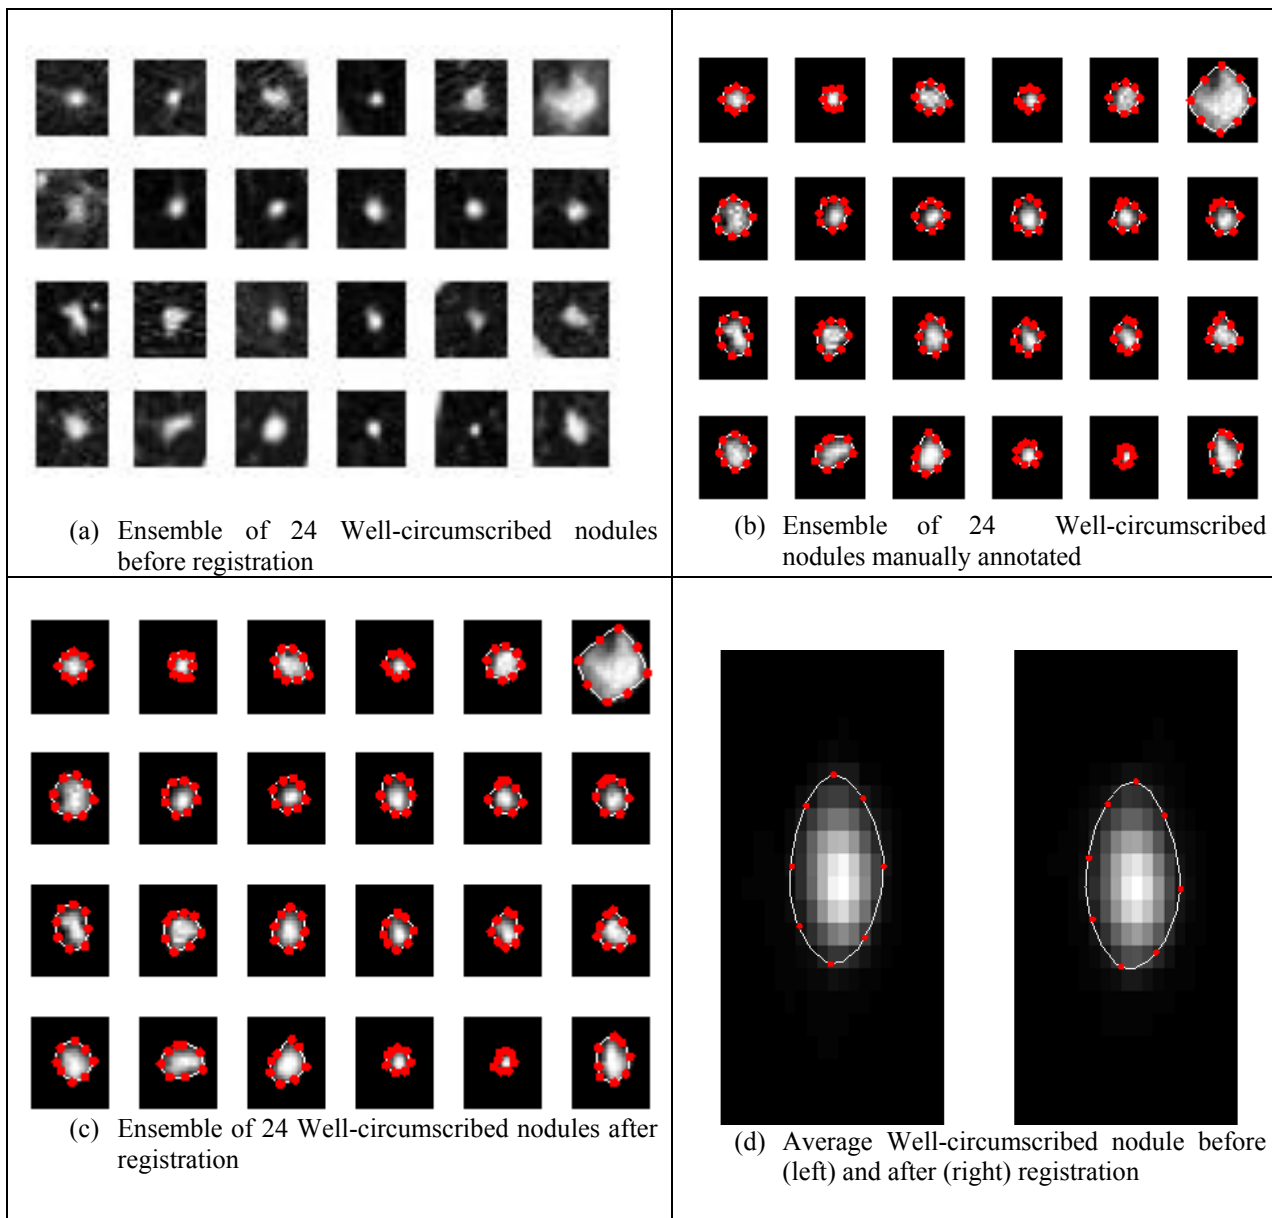 (a) Ensemble of 24 Well-circumscribed nodules
before registration
(b) Ensemble of 24 Well-circumscribed
nodules manually annotated
(c) Ensemble of 24 Well-circumscribed nodules after
registration
(d) Average Well-circumscribed nodule before
(left) and after (right) registration